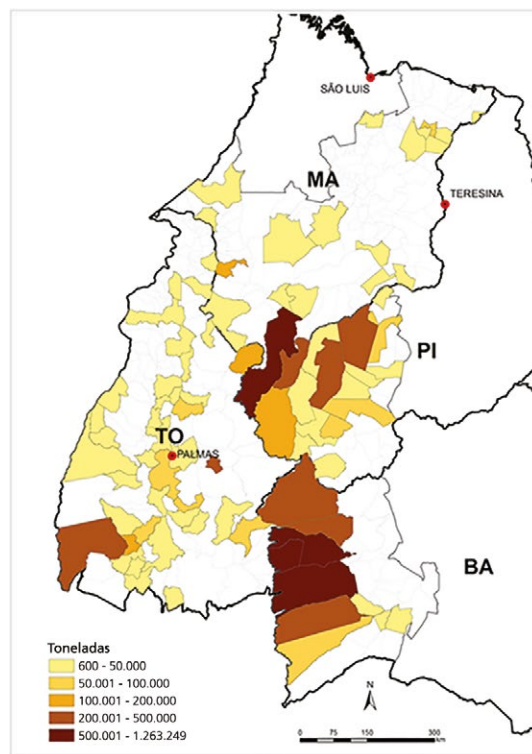 SÃO LUIS
MA
TERESINA
PI
TO
PALMAS
BA
Toneladas
600 - 50.000
50.001 - 100.000
100.001 - 200.000
200.001 - 500.000
500.001 - 1.263.249
N
0 75 150 300
km